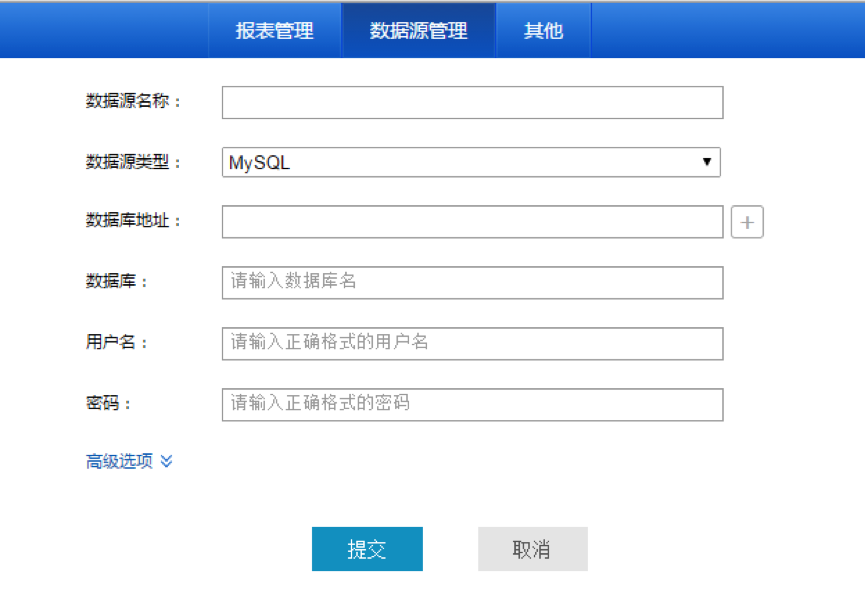 报表管理 数据源管理 其他
数据源名称：
数据源类型： MySQL
数据库地址： +
数据库： 请输入数据库名
用户名： 请输入正确格式的用户名
密码： 请输入正确格式的密码
高级选项
提交 取消